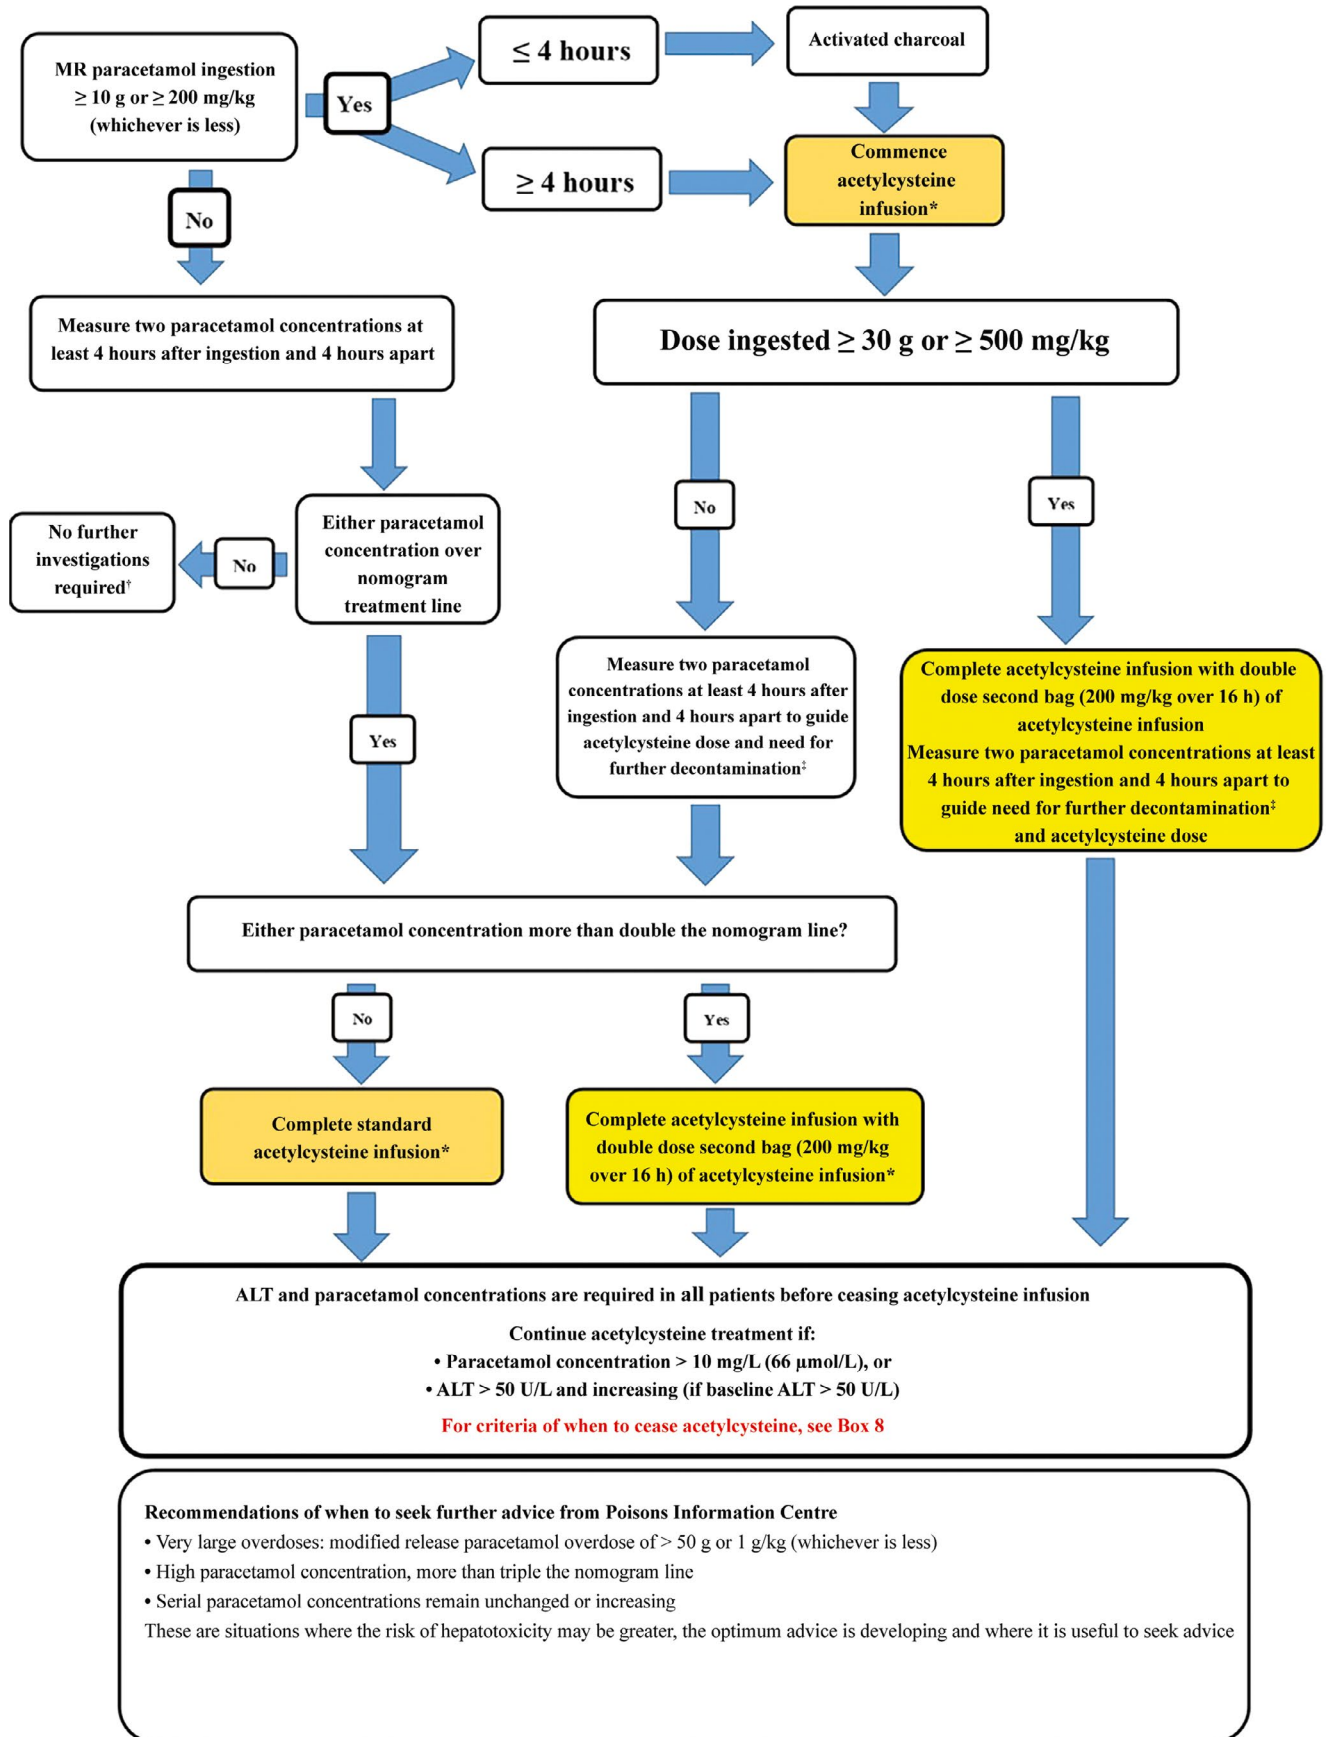 MR paracetamol ingestion
≥ 10 g or ≥ 200 mg/kg
(whichever is less)
Yes
≤ 4 hours
Activated charcoal
≥ 4 hours
Commence
acetylcysteine
infusion*
No
Measure two paracetamol concentrations at
least 4 hours after ingestion and 4 hours apart
Dose ingested ≥ 30 g or ≥ 500 mg/kg
No
Yes
Either paracetamol
concentration over
nomogram
treatment line
No
No further
investigations
required†
Yes
Measure two paracetamol
concentrations at least 4 hours after
ingestion and 4 hours apart to guide
acetylcysteine dose and need for
further decontamination‡
Complete acetylcysteine infusion with double
dose second bag (200 mg/kg over 16 h) of
acetylcysteine infusion
Measure two paracetamol concentrations at least
4 hours after ingestion and 4 hours apart to
guide need for further decontamination‡
and acetylcysteine dose
Either paracetamol concentration more than double the nomogram line?
No
Yes
Complete standard
acetylcysteine infusion*
Complete acetylcysteine infusion with
double dose second bag (200 mg/kg
over 16 h) of acetylcysteine infusion*
ALT and paracetamol concentrations are required in all patients before ceasing acetylcysteine infusion
Continue acetylcysteine treatment if:
• Paracetamol concentration > 10 mg/L (66 µmol/L), or
• ALT > 50 U/L and increasing (if baseline ALT > 50 U/L)
For criteria of when to cease acetylcysteine, see Box 8
Recommendations of when to seek further advice from Poisons Information Centre
• Very large overdoses: modified release paracetamol overdose of > 50 g or 1 g/kg (whichever is less)
• High paracetamol concentration, more than triple the nomogram line
• Serial paracetamol concentrations remain unchanged or increasing
These are situations where the risk of hepatotoxicity may be greater, the optimum advice is developing and where it is useful to seek advice